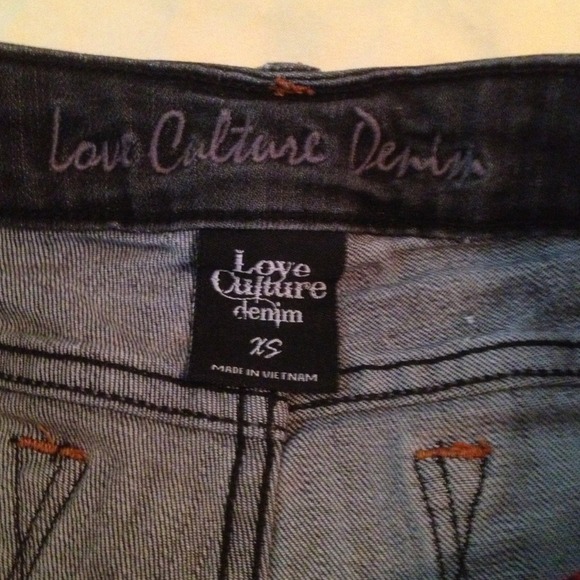 Love Culture Denim
Love
Culture
denim
XS
MADE IN VIETNAM